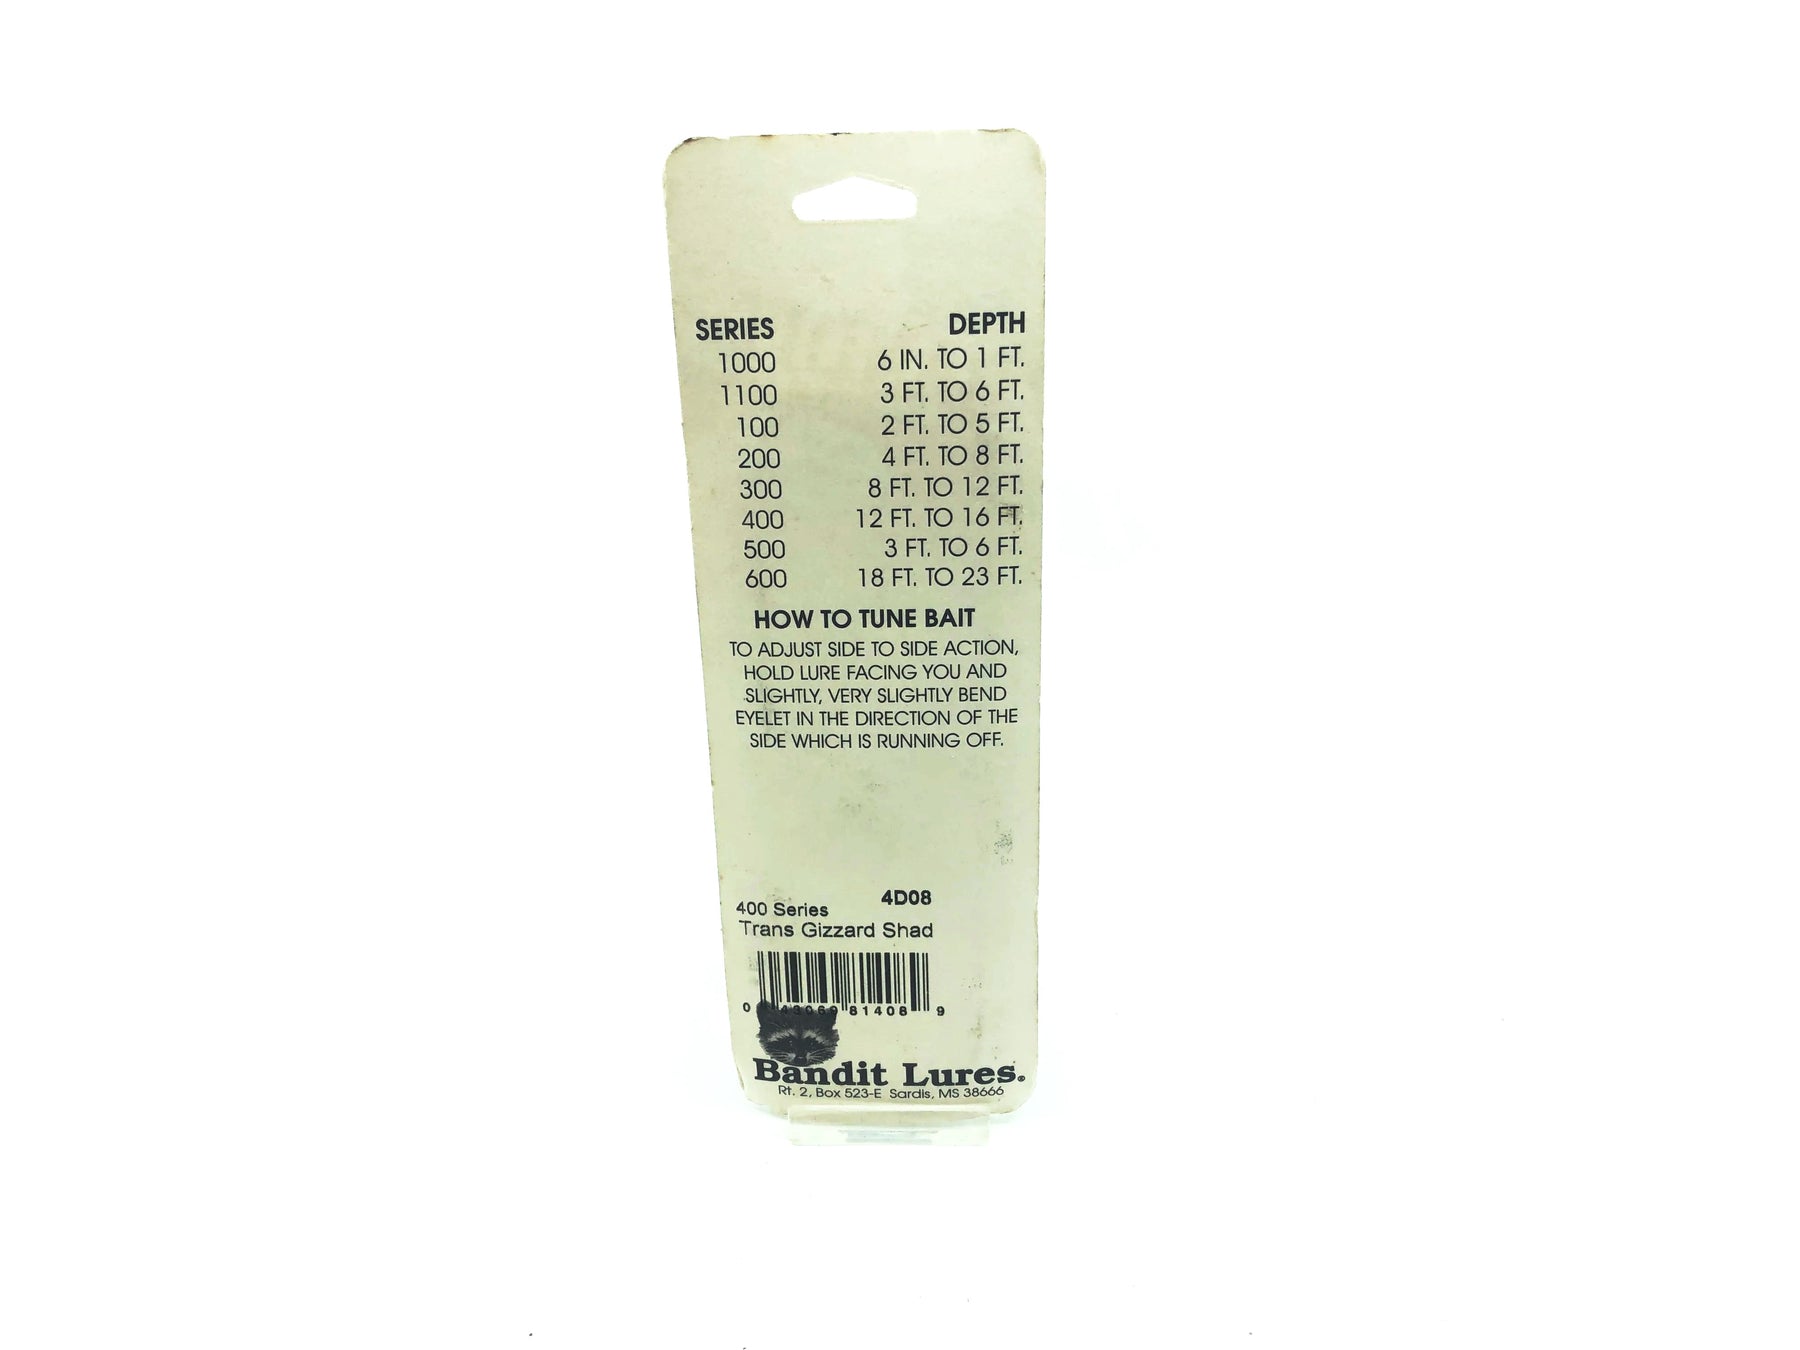 SERIES DEPTH
1000 6 IN. TO 1 FT.
1100 3 FT. TO 6 FT.
100 2 FT. TO 5 FT.
200 4 FT. TO 8 FT.
300 8 FT. TO 12 FT.
400 12 FT. TO 16 FT.
500 3 FT. TO 6 FT.
600 18 FT. TO 23 FT.
HOW TO TUNE BAIT
TO ADJUST SIDE TO SIDE ACTION,
HOLD LURE FACING YOU AND
SLIGHTLY, VERY SLIGHTLY BEND
EYELET IN THE DIRECTION OF THE
SIDE WHICH IS RUNNING OFF.
400 Series 4D08
Trans Gizzard Shad
0 43069 81408 9
Bandit Lures.
Rt. 2, Box 523-E Sardis, MS 38666